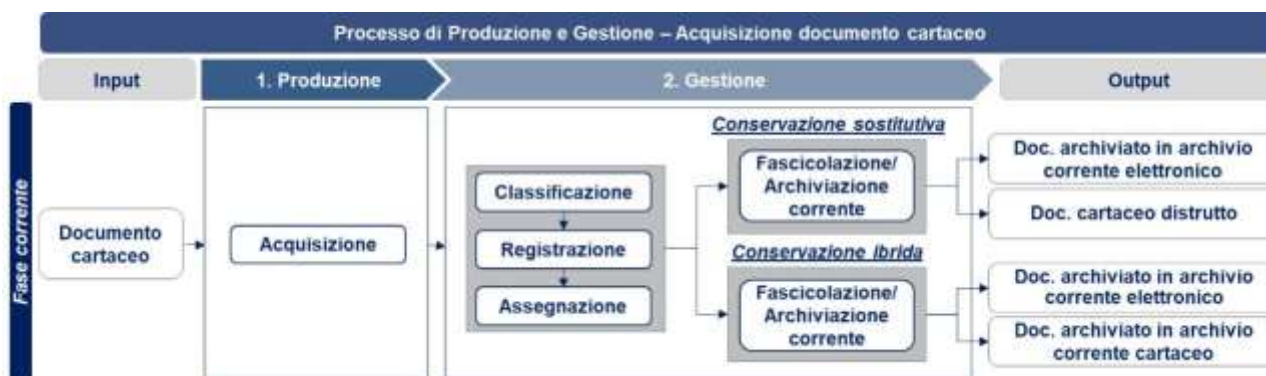 Processo di Produzione e Gestione – Acquisizione documento cartaceo
Input
1. Produzione
2. Gestione
Output
Fase corrente
Documento
cartaceo
Acquisizione
Classificazione
Registrazione
Assegnazione
Conservazione sostitutiva
Fascicolazione/
Archiviazione
corrente
Conservazione ibrida
Fascicolazione/
Archiviazione
corrente
Doc. archiviato in archivio
corrente elettronico
Doc. cartaceo distrutto
Doc. archiviato in archivio
corrente elettronico
Doc. archiviato in archivio
corrente cartaceo